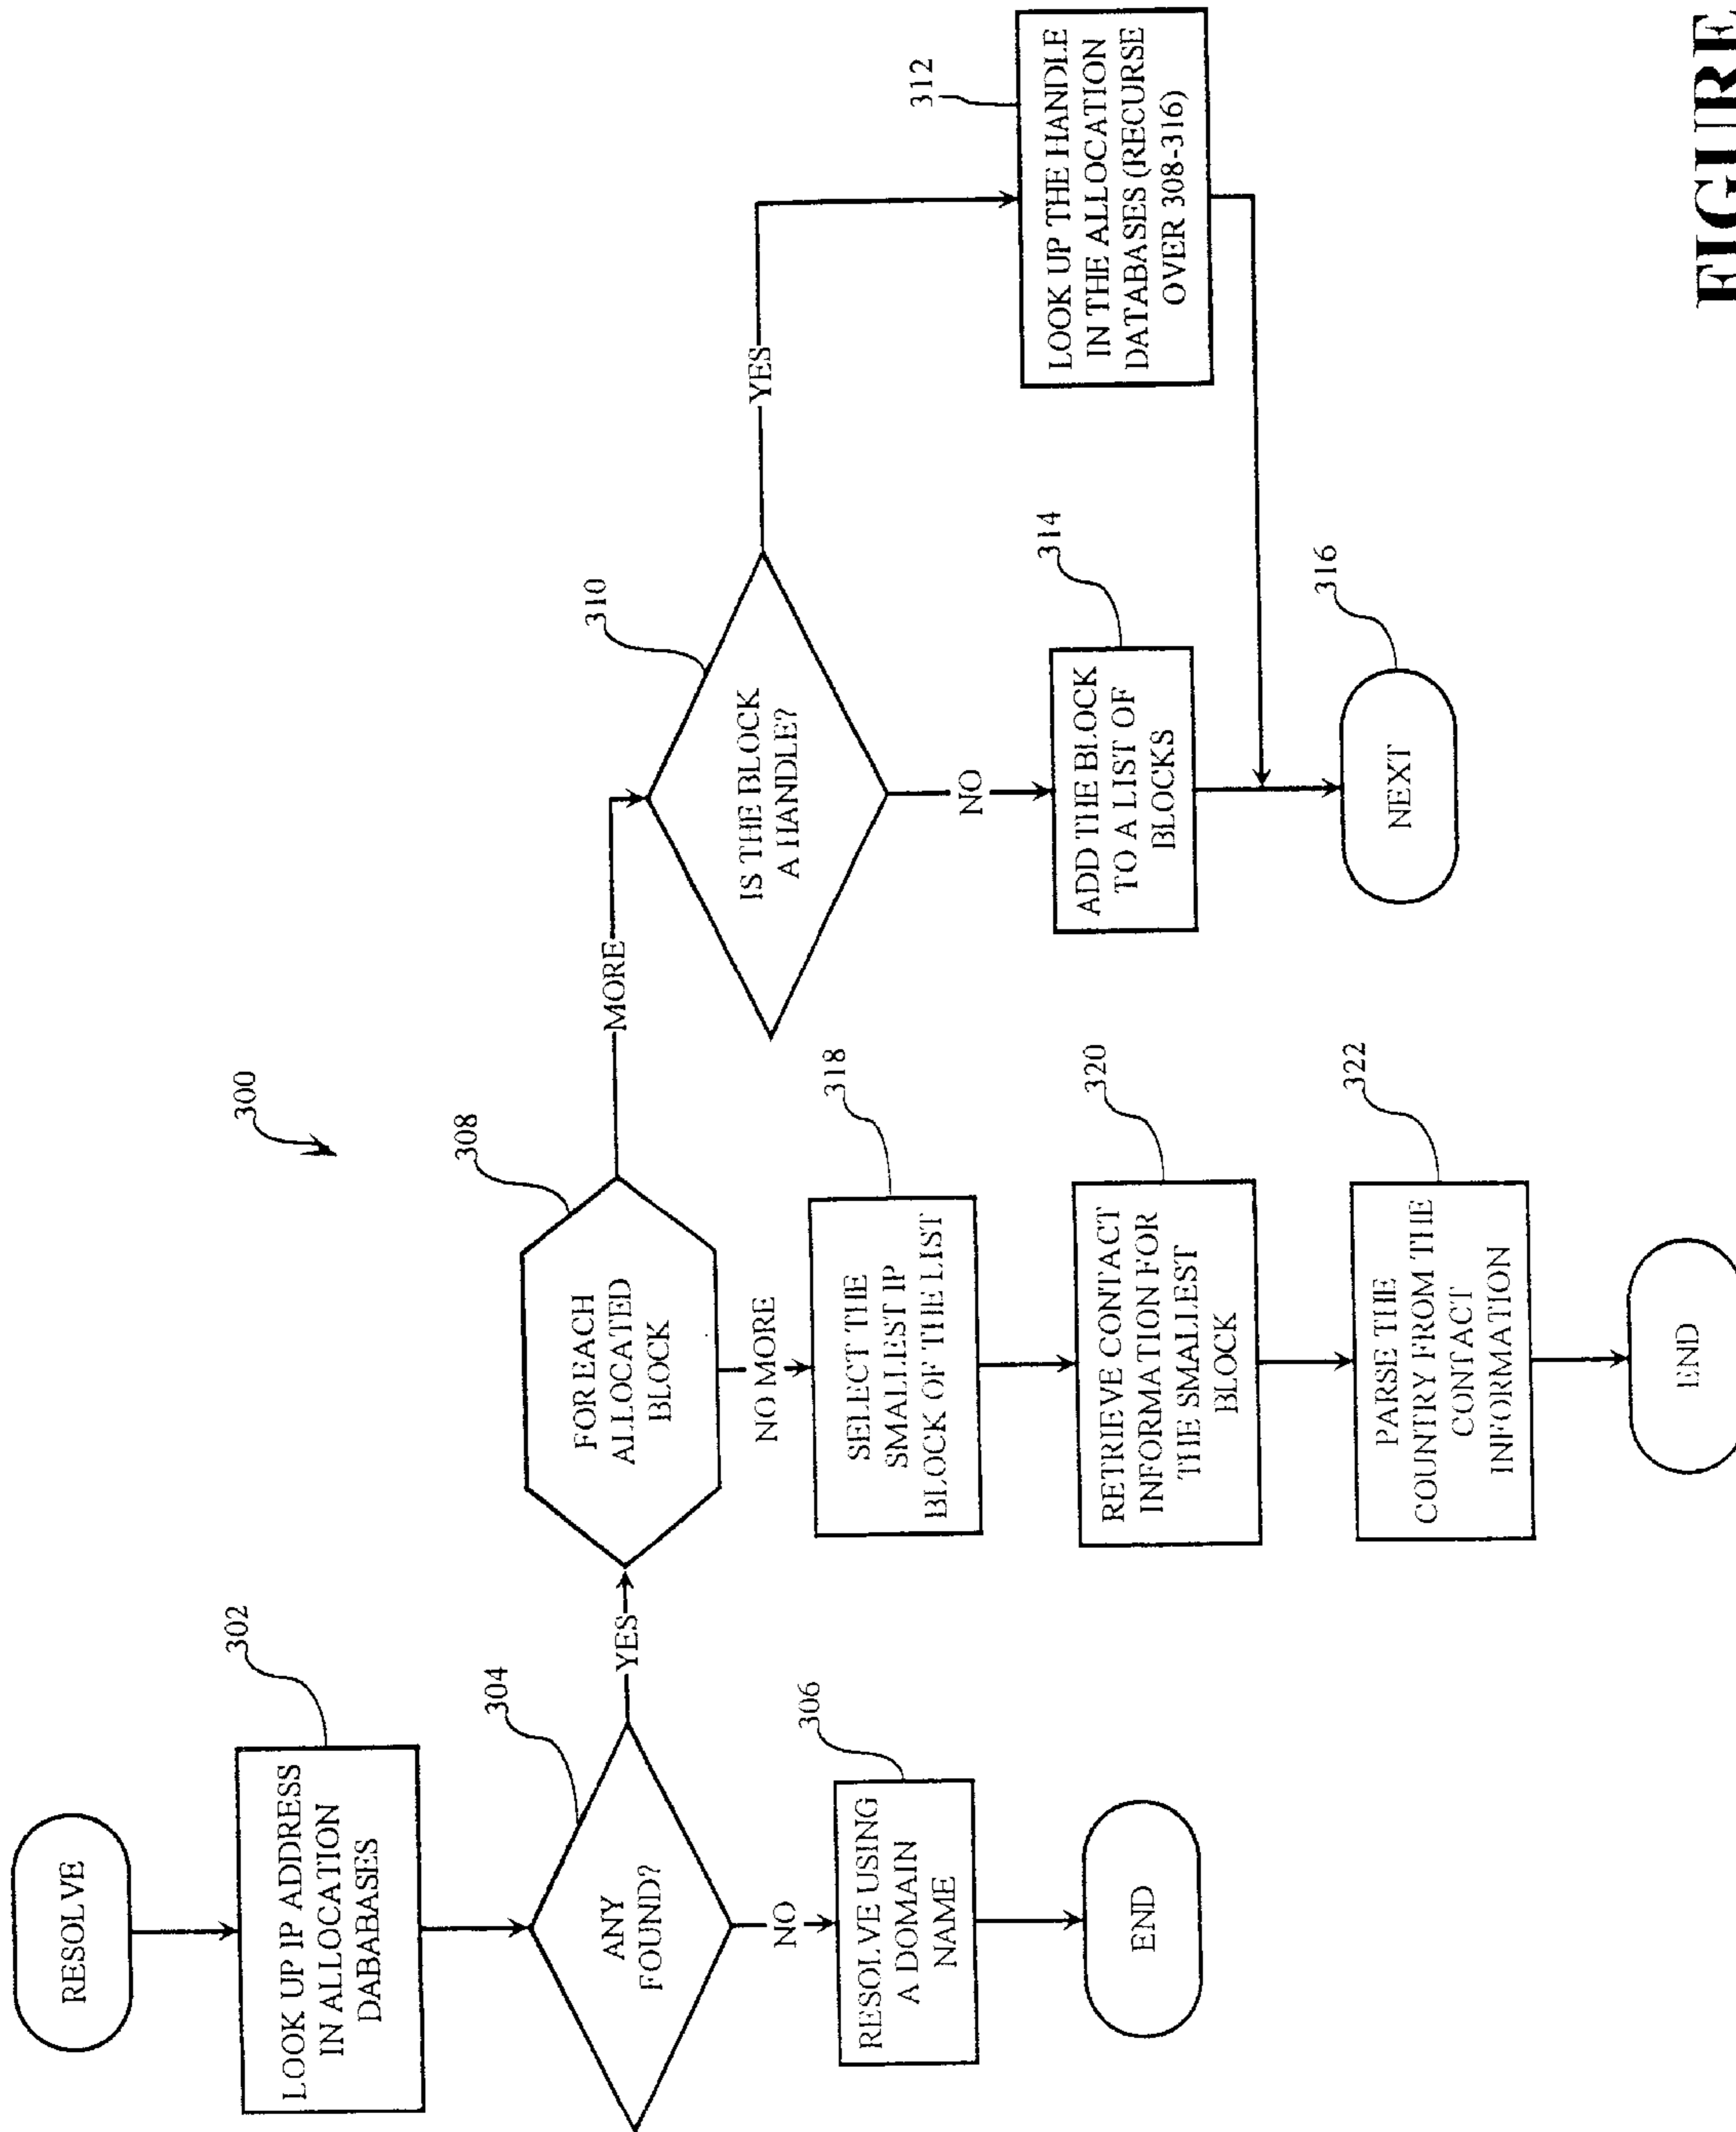 300
RESOLVE
LOOK UP IP ADDRESS
IN ALLOCATION
DABABASES
302
ANY
FOUND?
304
YES
NO
RESOLVE USING
A DOMAIN
NAME
306
END
FOR EACH
ALLOCATED
BLOCK
308
MORE
NO MORE
SELECT THE
SMALLEST IP
BLOCK OF THE LIST
318
RETRIEVE CONTACT
INFORMATION FOR
THE SMALLEST
BLOCK
320
PARSE THE
COUNTRY FROM THE
CONTACT
INFORMATION
322
END
IS THE BLOCK
A HANDLE?
310
YES
NO
ADD THE BLOCK
TO A LIST OF
BLOCKS
314
NEXT
316
LOOK UP THE HANDLE
IN THE ALLOCATION
DATABASES (RECURSE
OVER 308-316)
312
FIGURE